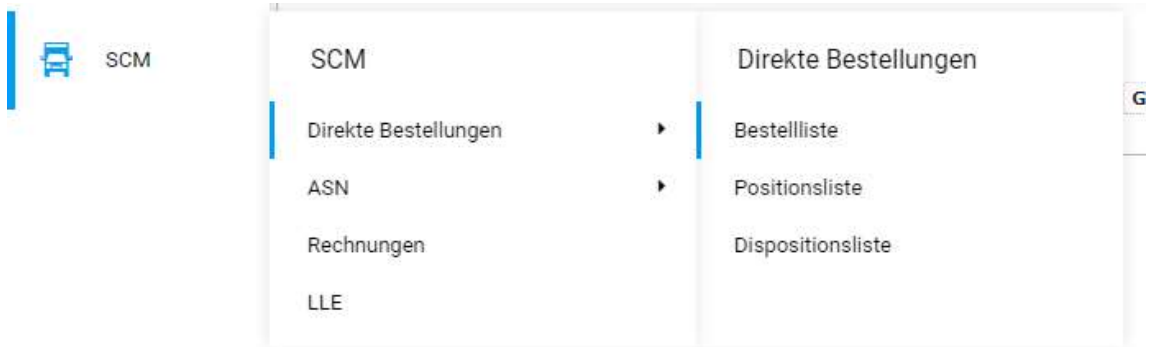 SCM
SCM
Direkte Bestellungen
ASN
Rechnungen
LLE
Direkte Bestellungen
Bestellliste
Positionsliste
Dispositionsliste
G